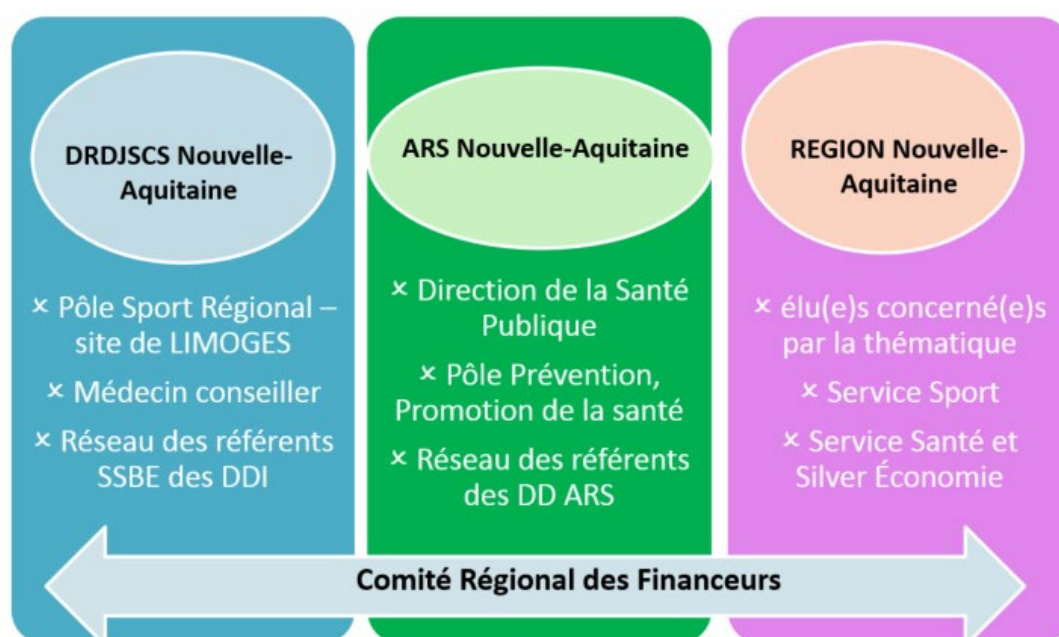 DRDJSCS Nouvelle-
Aquitaine
× Pôle Sport Régional –
site de LIMOGES
× Médecin conseiller
× Réseau des référents
SSBE des DDI
ARS Nouvelle-Aquitaine
× Direction de la Santé
Publique
× Pôle Prévention,
Promotion de la santé
× Réseau des référents
des DD ARS
REGION Nouvelle-
Aquitaine
× élu(e)s concerné(e)s
par la thématique
× Service Sport
× Service Santé et
Silver Économie
Comité Régional des Financeurs